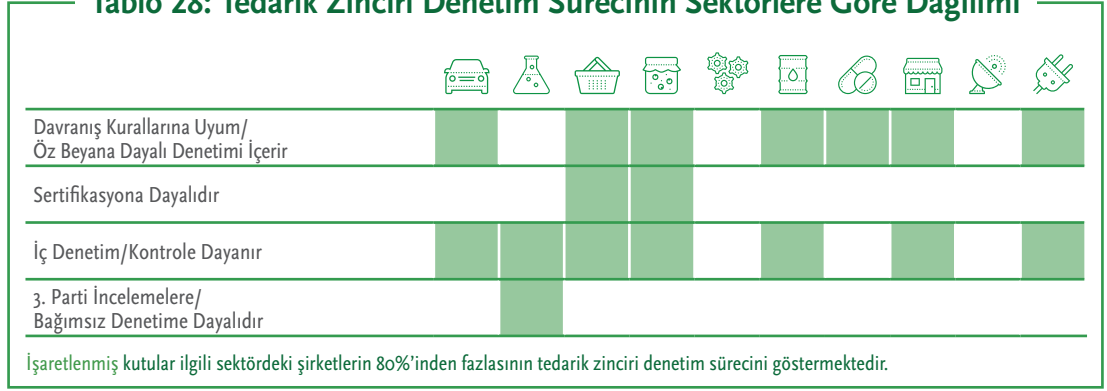 Tablo 28: Tedarik Zinciri Denetim Sürecinin Sektörlere Göre Dağılımı
Davranış Kurallarına Uyum/
Öz Beyana Dayalı Denetimi İçerir
Sertifikasyona Dayalıdır
İç Denetim/Kontrole Dayanır
3. Parti İncelemelere/
Bağımsız Denetime Dayalıdır
İşaretlenmiş kutular ilgili sektördeki şirketlerin 80%’inden fazlasının tedarik zinciri denetim sürecini göstermektedir.